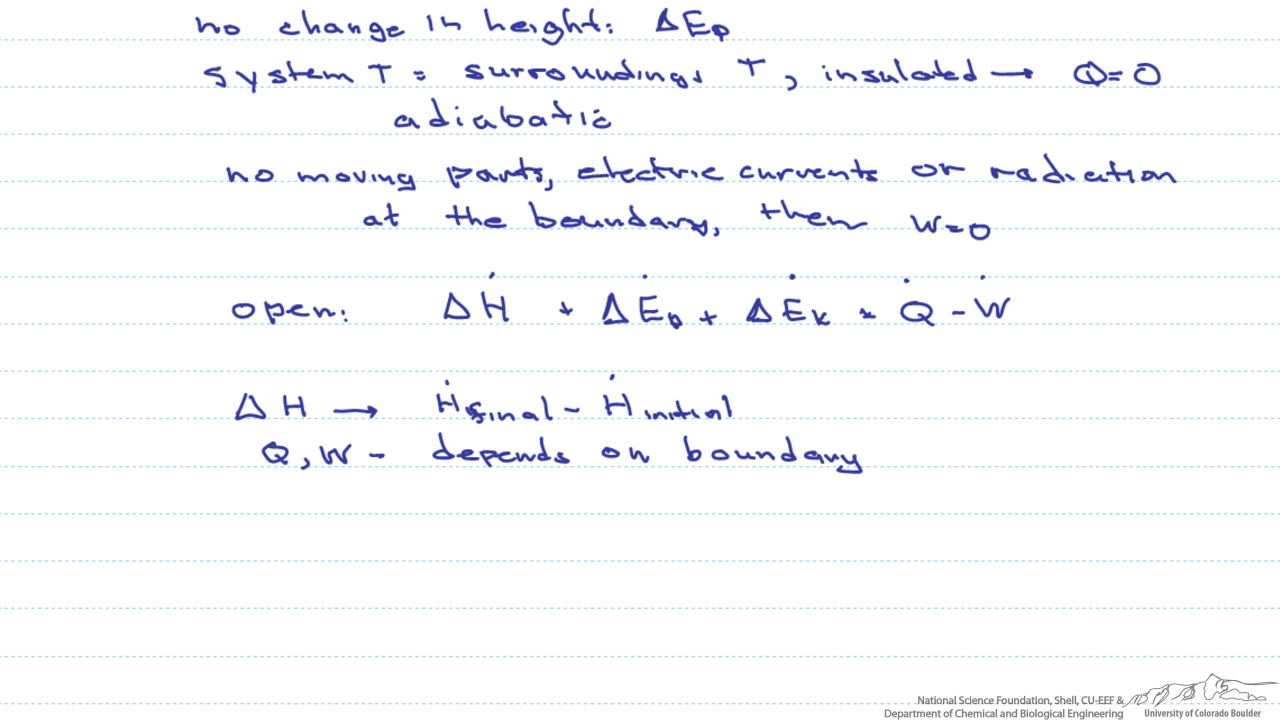 no change in height: ΔEp
System T = surroundings T, insulated → Q=0
adiabatic
no moving parts, electric currents or radiation
at the boundary, then W=0
open: ΔḢ + ΔĖp + ΔĖk = Q̇ - Ẇ
ΔH → Ḣfinal - Ḣinitial
Q, W - depends on boundary
National Science Foundation, Shell, CU-EEF &
Department of Chemical and Biological Engineering
University of Colorado Boulder